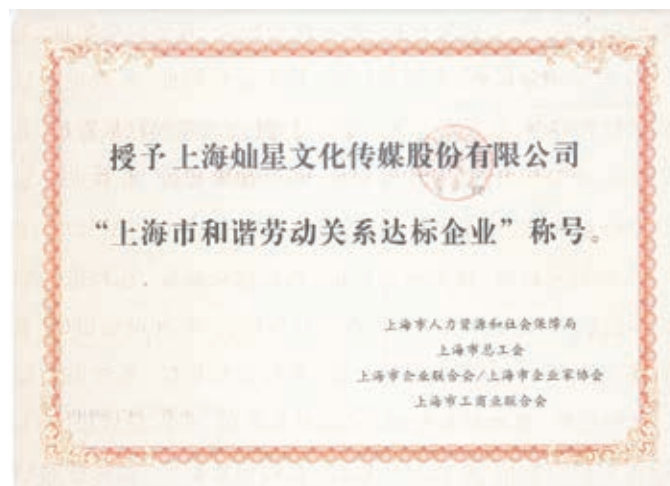 授予上海灿星文化传媒股份有限公司
“上海市和谐劳动关系达标企业”称号。
上海市人力资源和社会保障局
上海市总工会
上海市企业联合会/上海市企业家协会
上海市工商业联合会